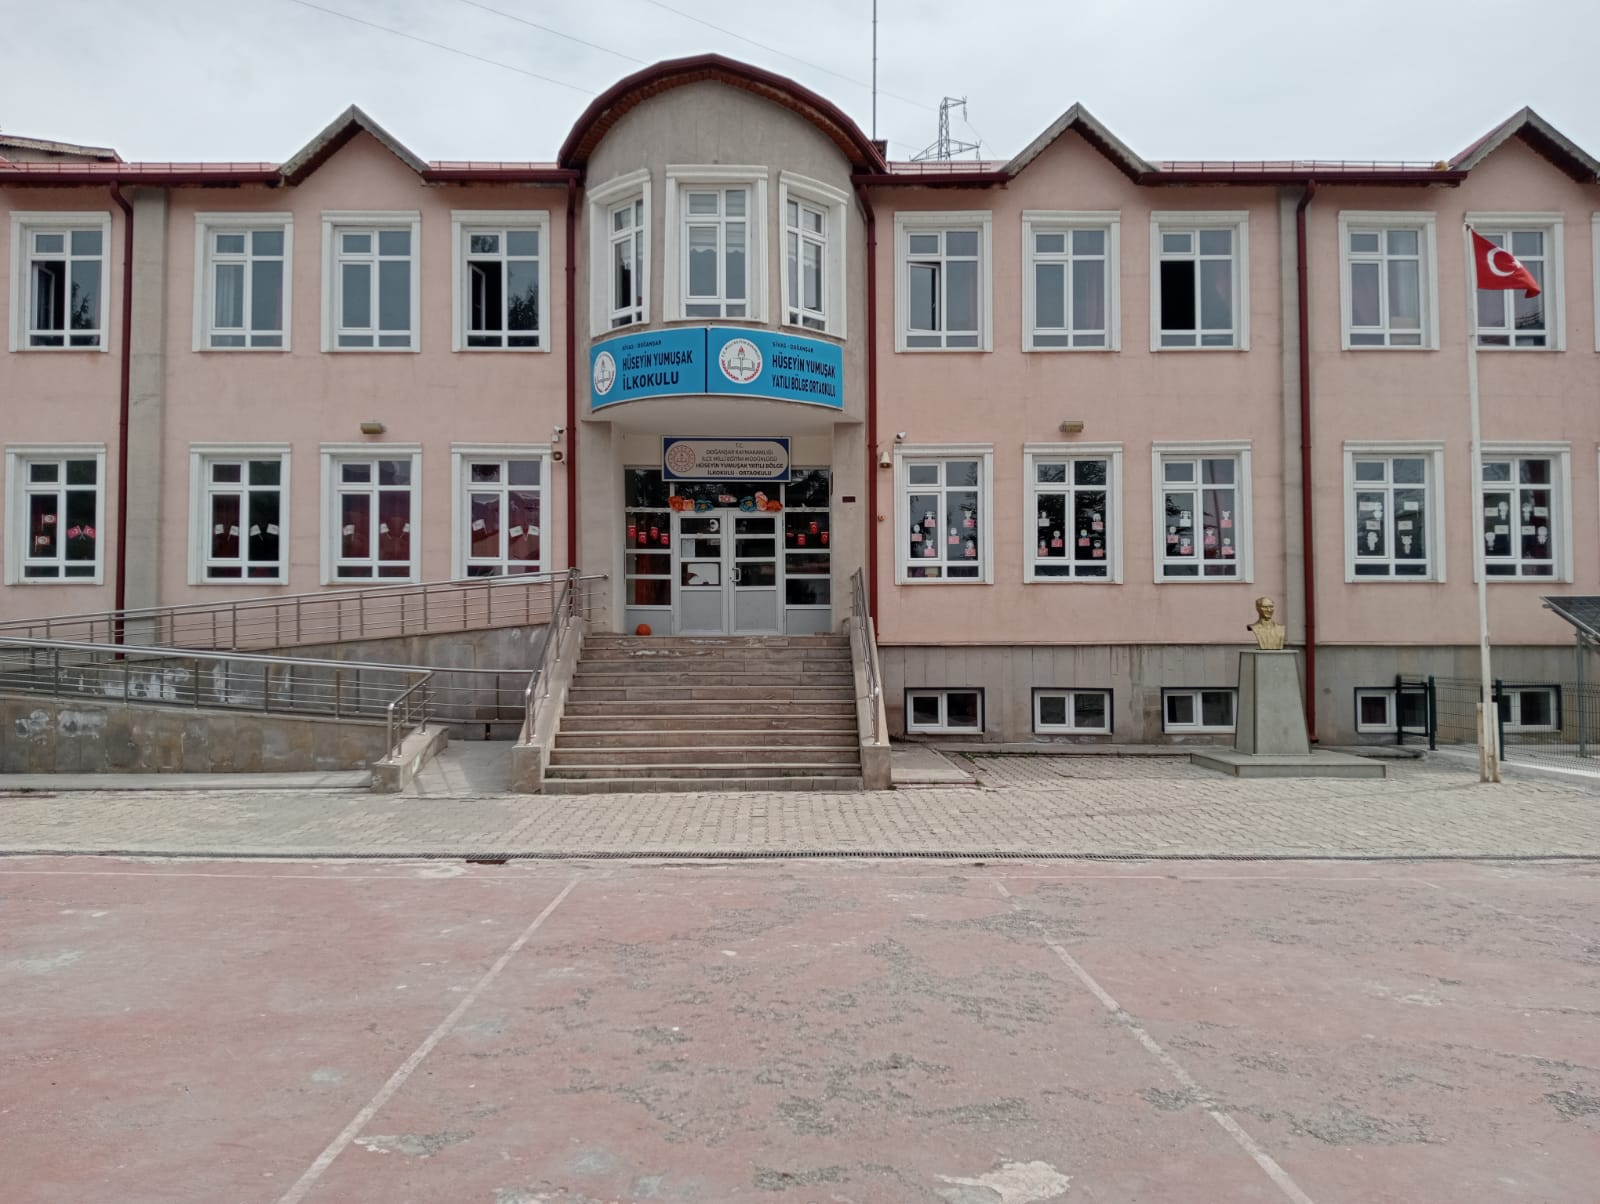 SİVAS - DOĞANŞAR
HÜSEYİN YUMUŞAK
İLKOKULU
SİVAS - DOĞANŞAR
HÜSEYİN YUMUŞAK
YATILI BÖLGE ORTAOKULU
T.C.
DOĞANŞAR KAYMAKAMLIĞI
İLÇE MİLLİ EĞİTİM MÜDÜRLÜĞÜ
HÜSEYİN YUMUŞAK YATILI BÖLGE
İLKOKULU - ORTAOKULU